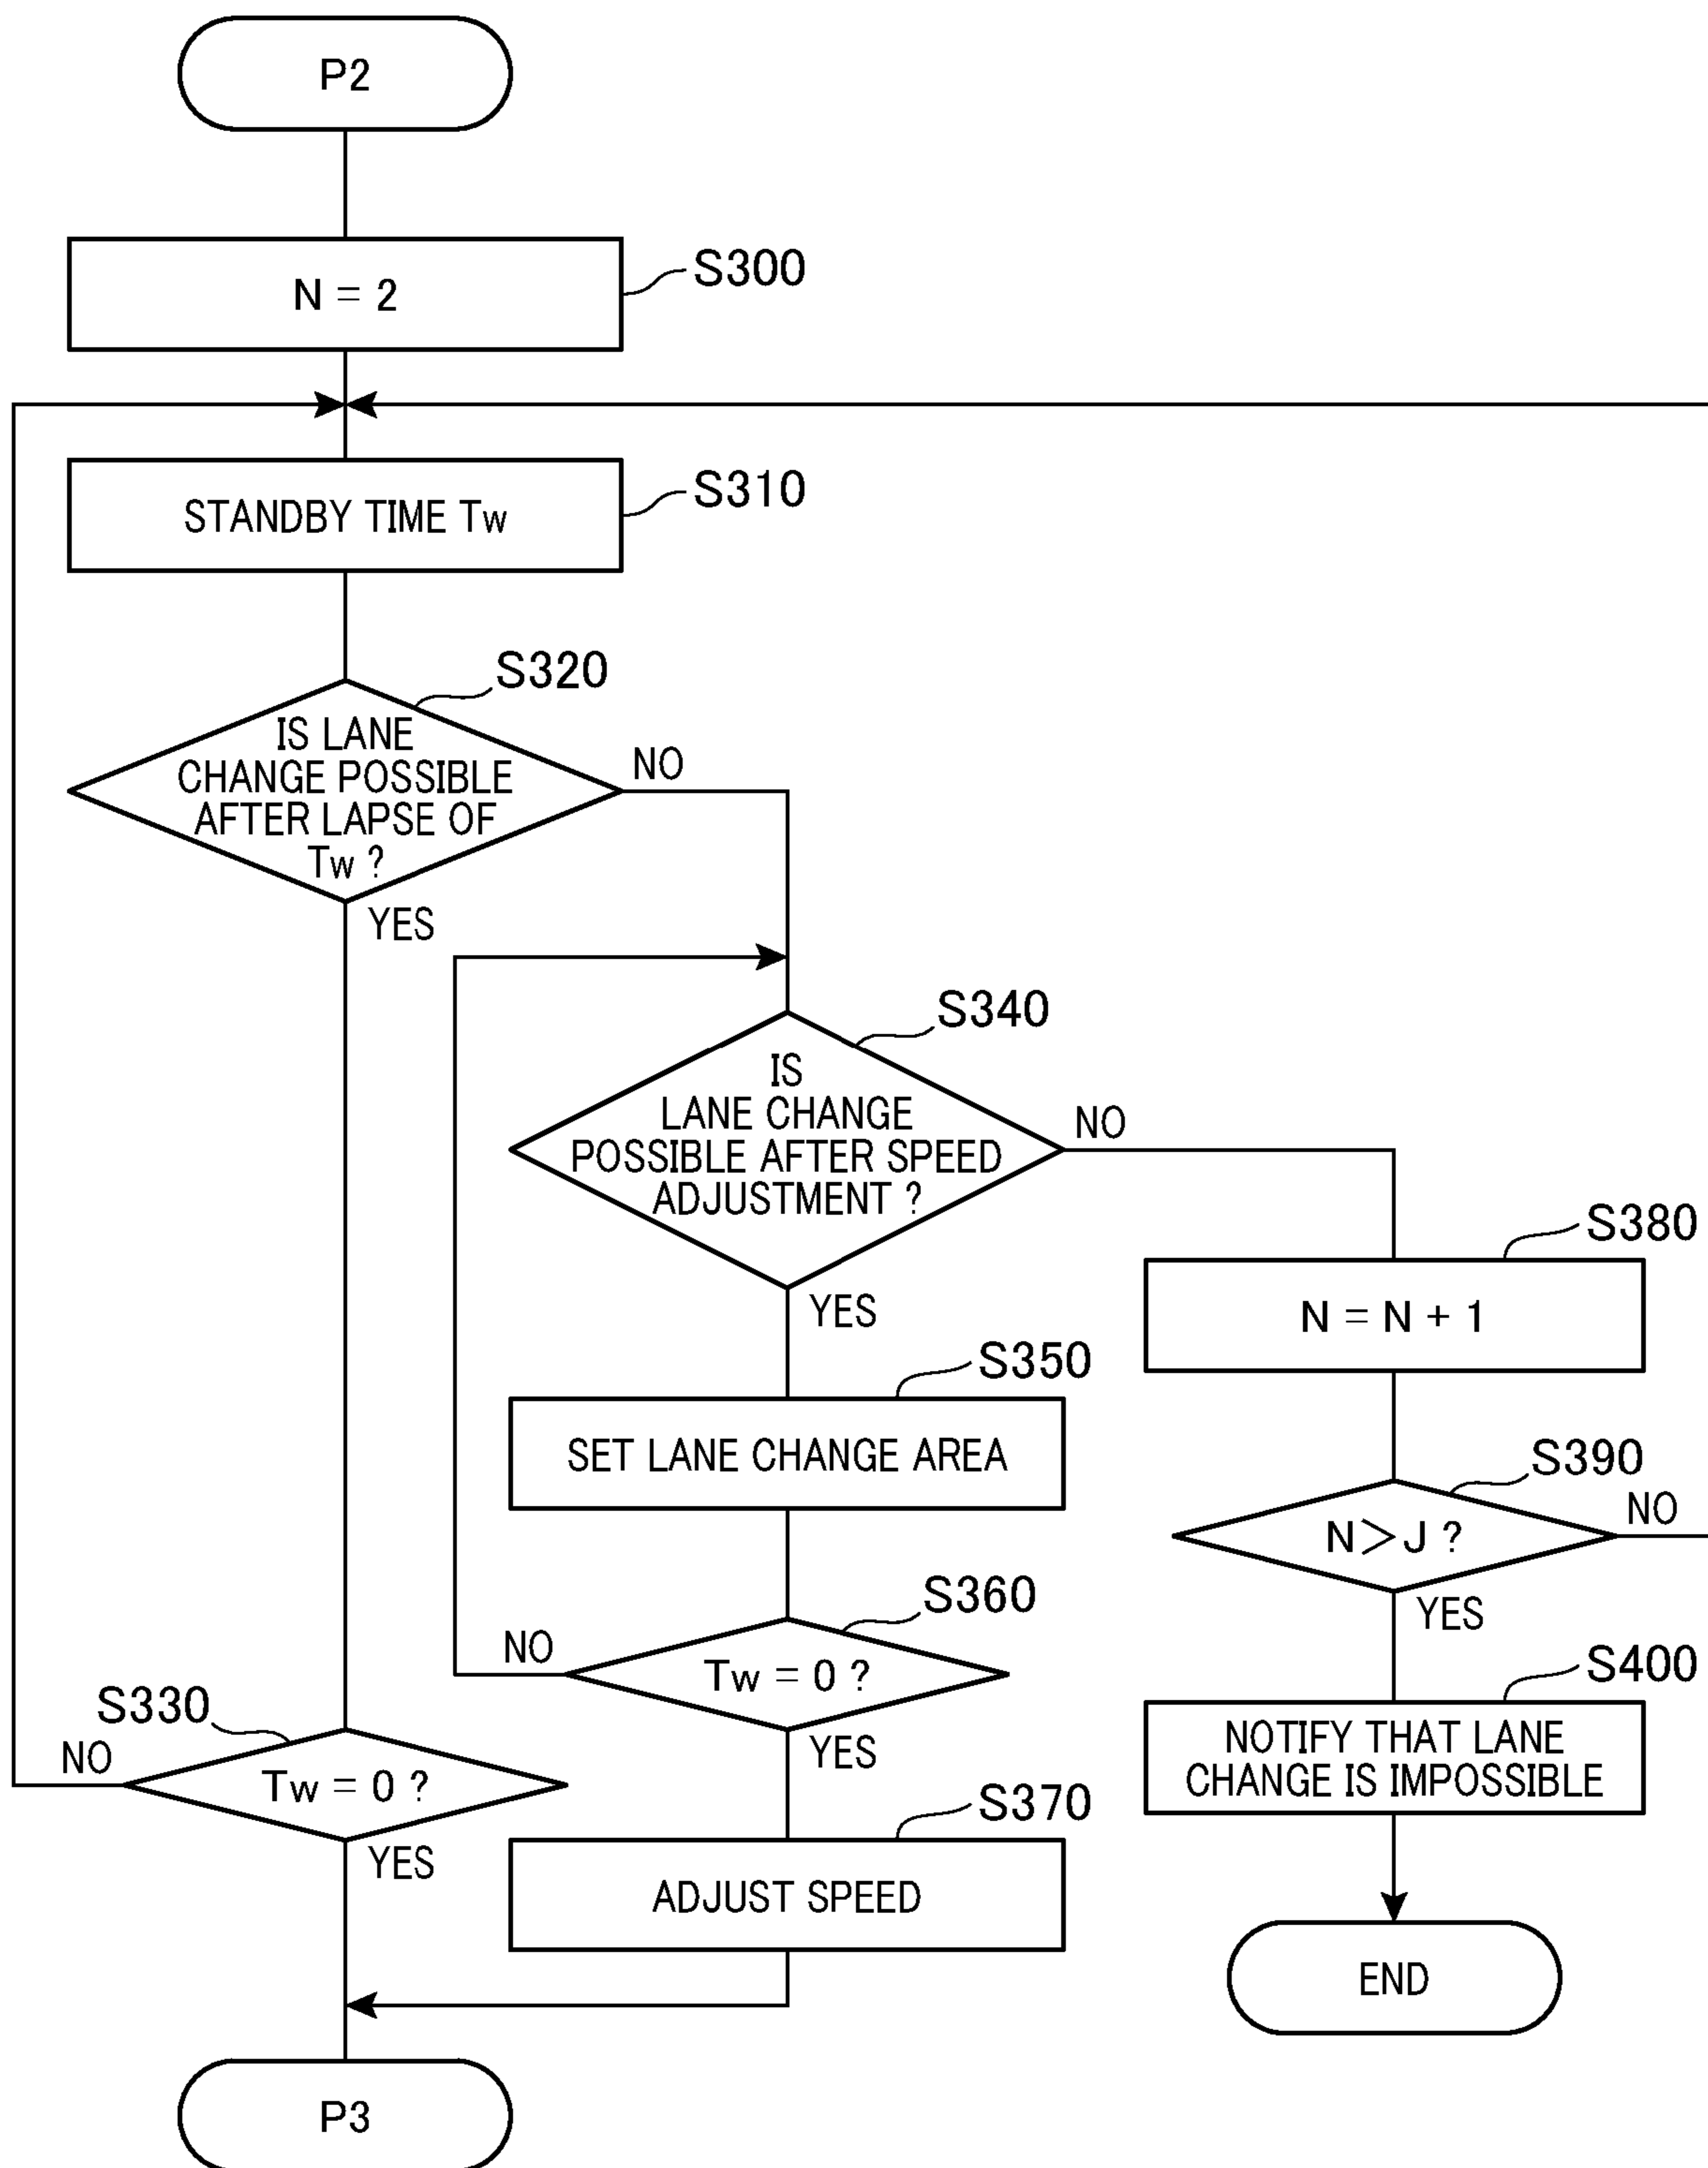 P2
N = 2
S300
STANDBY TIME Tw
S310
S320
IS LANE
CHANGE POSSIBLE
AFTER LAPSE OF
Tw ?
NO
YES
S340
IS
LANE CHANGE
POSSIBLE AFTER SPEED
ADJUSTMENT ?
NO
YES
S380
N = N + 1
S350
SET LANE CHANGE AREA
S390
N＞J ?
NO
YES
S360
Tw = 0 ?
NO
YES
S400
NOTIFY THAT LANE
CHANGE IS IMPOSSIBLE
S330
Tw = 0 ?
NO
YES
S370
ADJUST SPEED
END
P3